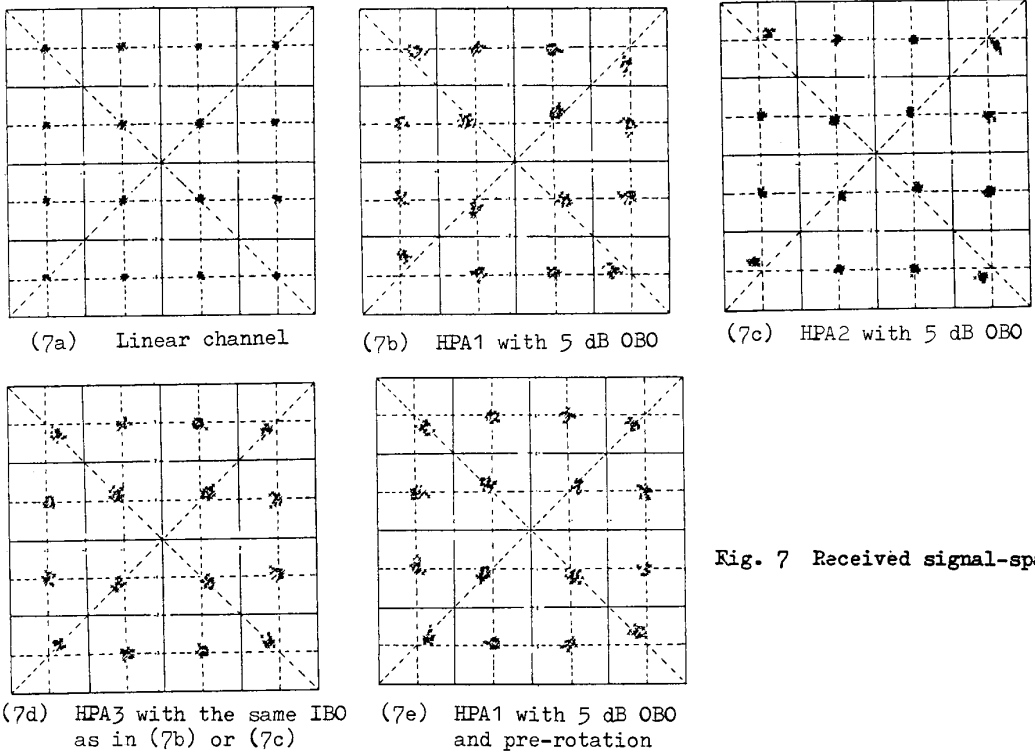 (7a) Linear channel
(7b) HPA1 with 5 dB OBO
(7c) HPA2 with 5 dB OBO
(7d) HPA3 with the same IBO
as in (7b) or (7c)
(7e) HPA1 with 5 dB OBO
and pre-rotation
Fig. 7 Received signal-spa